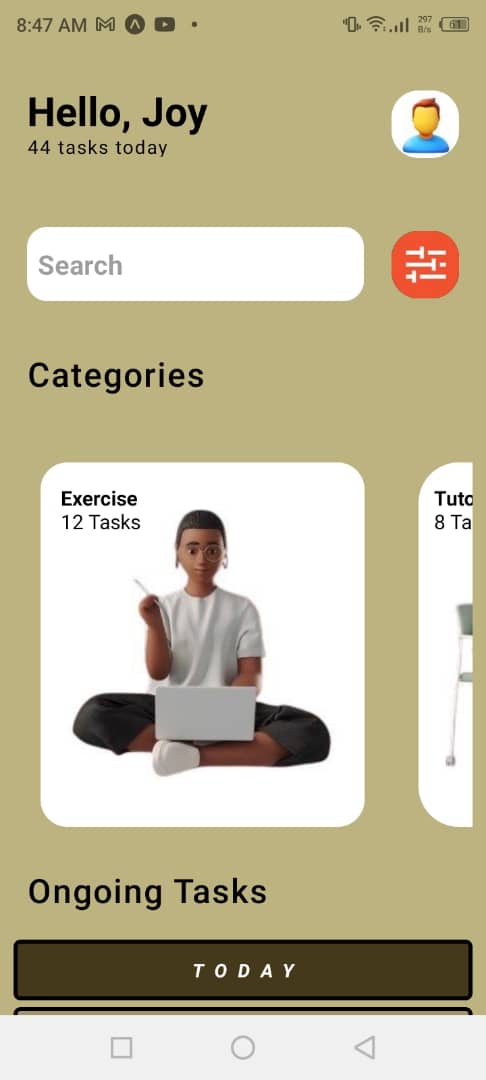 8:47 AM
297
B/s
61
Hello, Joy
44 tasks today
Search
Categories
Exercise
12 Tasks
Tuto
8 Ta
Ongoing Tasks
TODAY